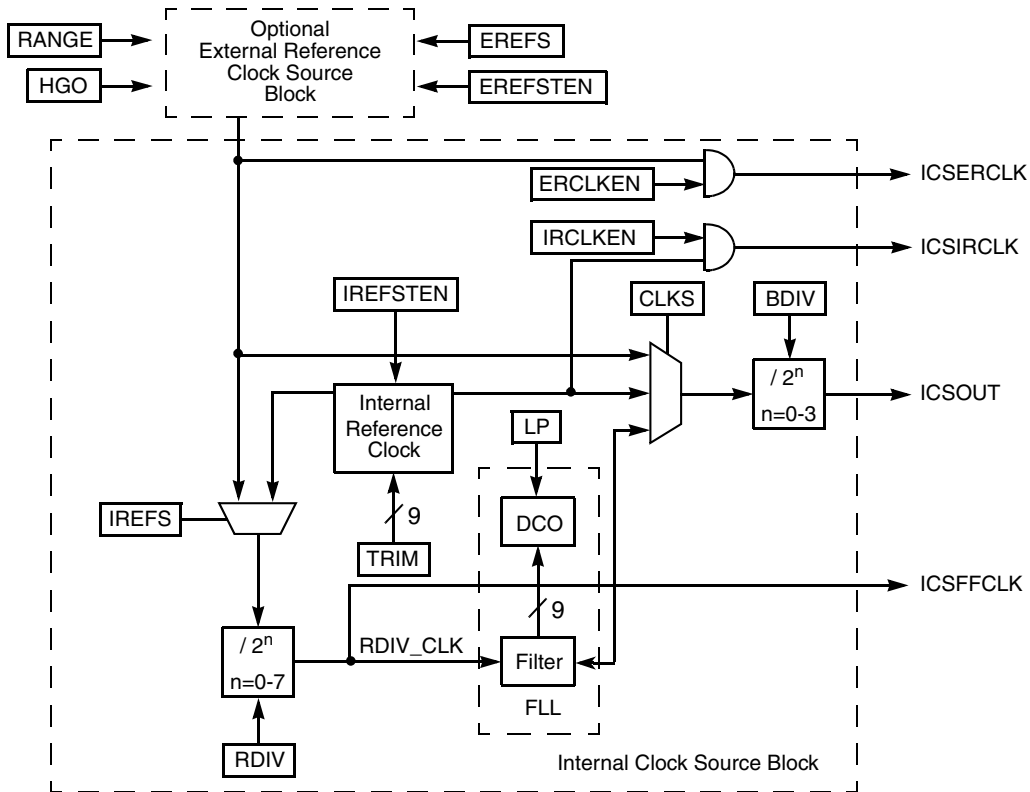 RANGE
HGO
Optional
External Reference
Clock Source
Block
EREFS
EREFSTEN
ERCLKEN
ICSERCLK
IRCLKEN
ICSIRCLK
IREFSTEN
CLKS
BDIV
Internal
Reference
Clock
/ 2ⁿ
n=0-3
ICSOUT
LP
IREFS
9
TRIM
DCO
9
ICSFFCLK
/ 2ⁿ
n=0-7
RDIV_CLK
Filter
FLL
RDIV
Internal Clock Source Block